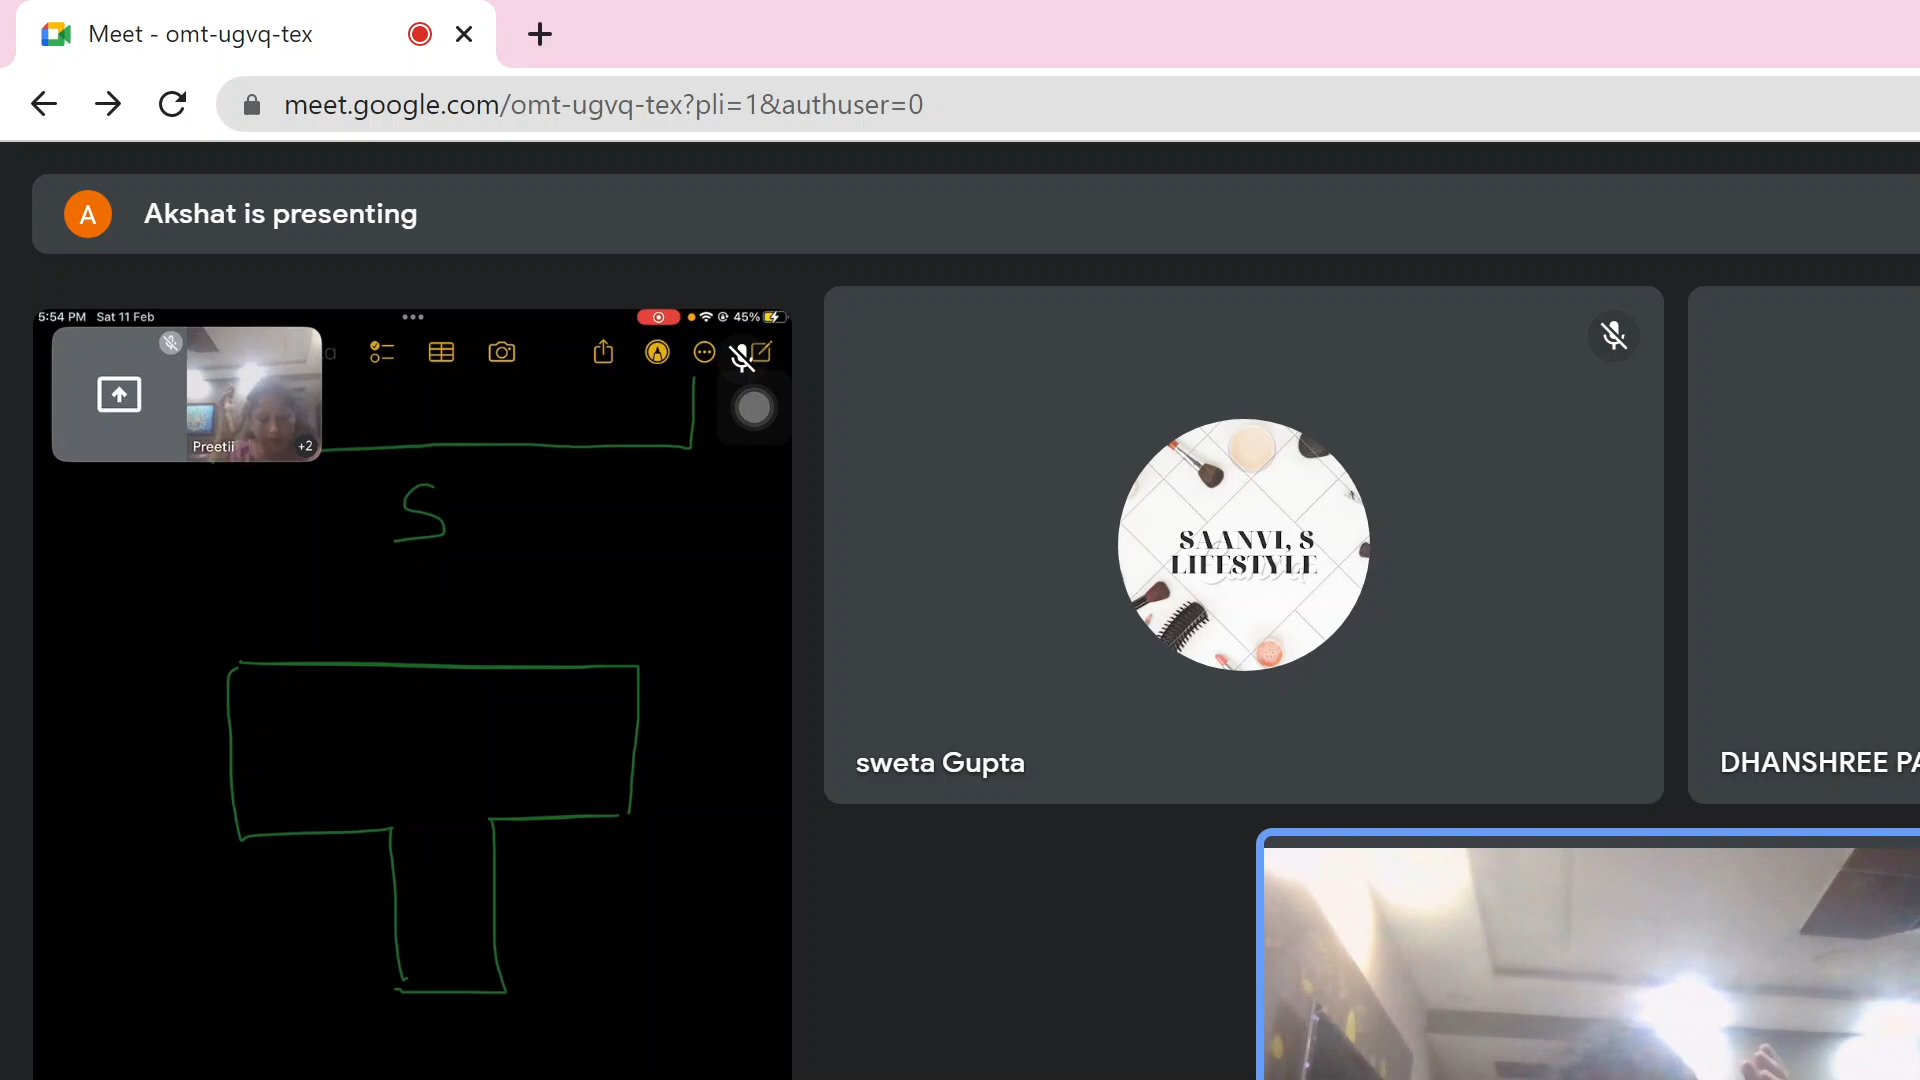 Meet - omt-ugvq-tex
meet.google.com/omt-ugvq-tex?pli=1&authuser=0
A Akshat is presenting
5:54 PM Sat 11 Feb
45%
Preetii +2
S
SAANVI, S
LIFESTYLE
sweta Gupta
DHANSHREE PA